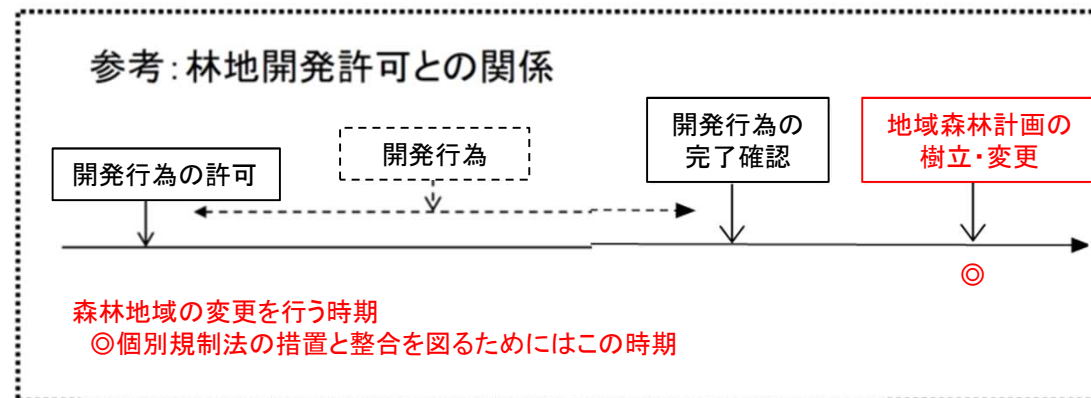 参考：林地開発許可との関係
開発行為の許可
開発行為
開発行為の
完了確認
地域森林計画の
樹立・変更
◎
森林地域の変更を行う時期
◎個別規制法の措置と整合を図るためにはこの時期